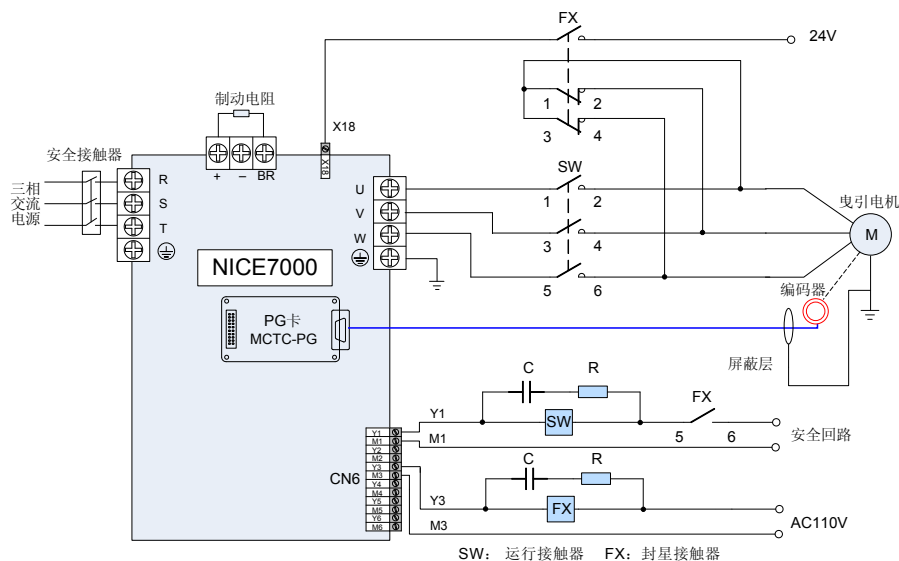 FX
24V
1 2
3 4
制动电阻
X18
安全接触器
+ − BR
X18
R
S
T
三相
交流
电源
U
V
W
SW
1 2
3 4
5 6
曳引电机
M
NICE7000
编码器
PG卡
MCTC-PG
屏蔽层
C R
Y1
SW
FX
5 6
安全回路
M1
CN6
Y1
M1
Y2
M2
Y3
M3
Y4
M4
Y5
M5
Y6
M6
C R
Y3
FX
M3
AC110V
SW： 运行接触器 FX：封星接触器